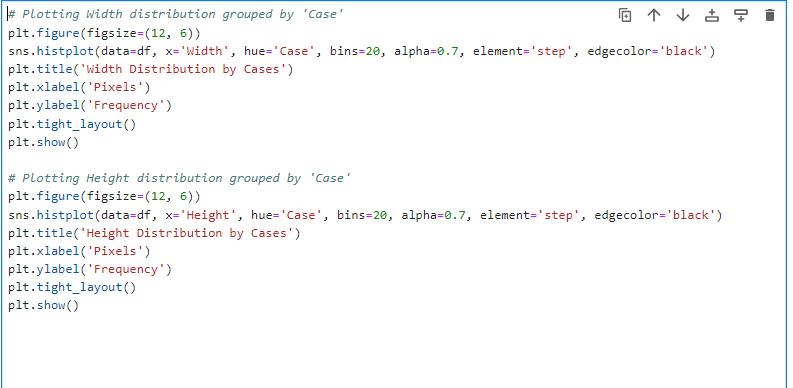 # Plotting Width distribution grouped by 'Case'
plt.figure(figsize=(12, 6))
sns.histplot(data=df, x='Width', hue='Case', bins=20, alpha=0.7, element='step', edgecolor='black')
plt.title('Width Distribution by Cases')
plt.xlabel('Pixels')
plt.ylabel('Frequency')
plt.tight_layout()
plt.show()

# Plotting Height distribution grouped by 'Case'
plt.figure(figsize=(12, 6))
sns.histplot(data=df, x='Height', hue='Case', bins=20, alpha=0.7, element='step', edgecolor='black')
plt.title('Height Distribution by Cases')
plt.xlabel('Pixels')
plt.ylabel('Frequency')
plt.tight_layout()
plt.show()